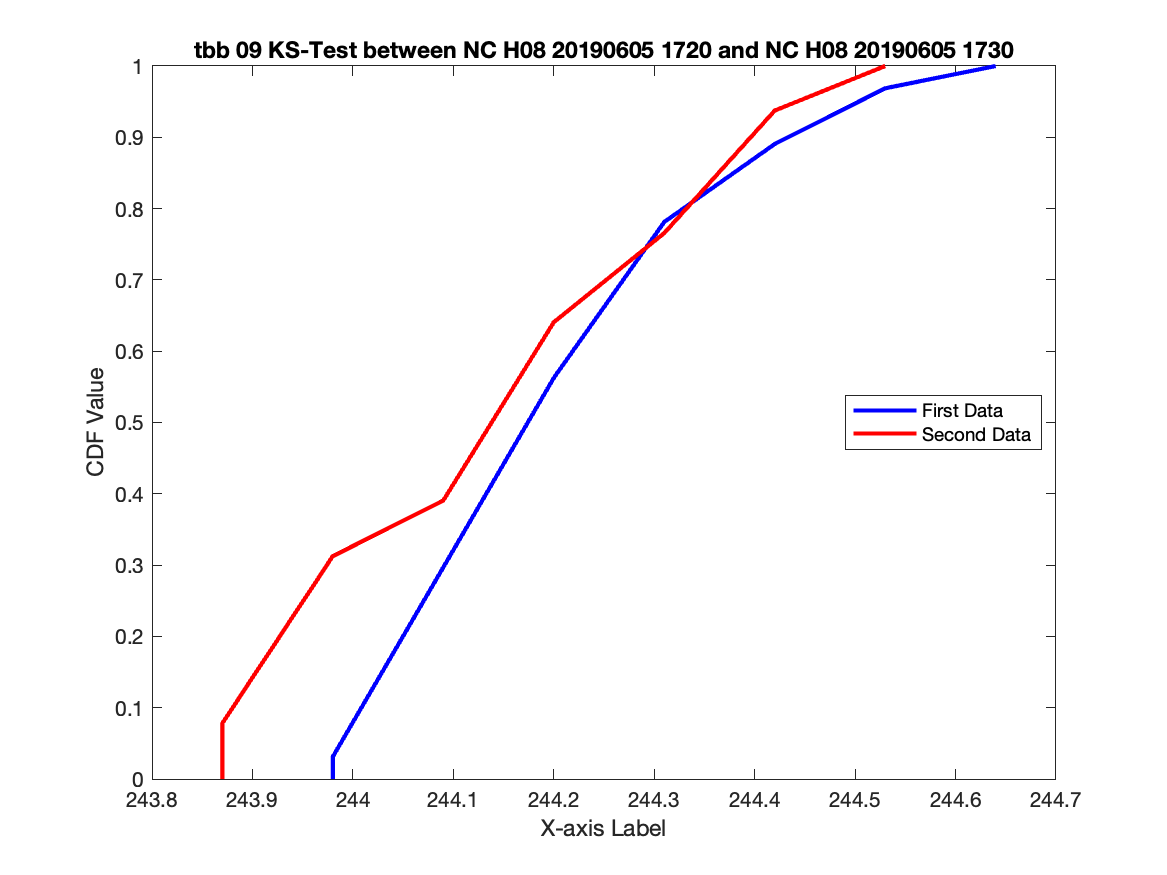 tbb 09 KS-Test between NC H08 20190605 1720 and NC H08 20190605 1730
1
0.9
0.8
0.7
0.6
0.5
0.4
0.3
0.2
0.1
0
CDF Value
First Data
Second Data
243.8 243.9 244 244.1 244.2 244.3 244.4 244.5 244.6 244.7
X-axis Label